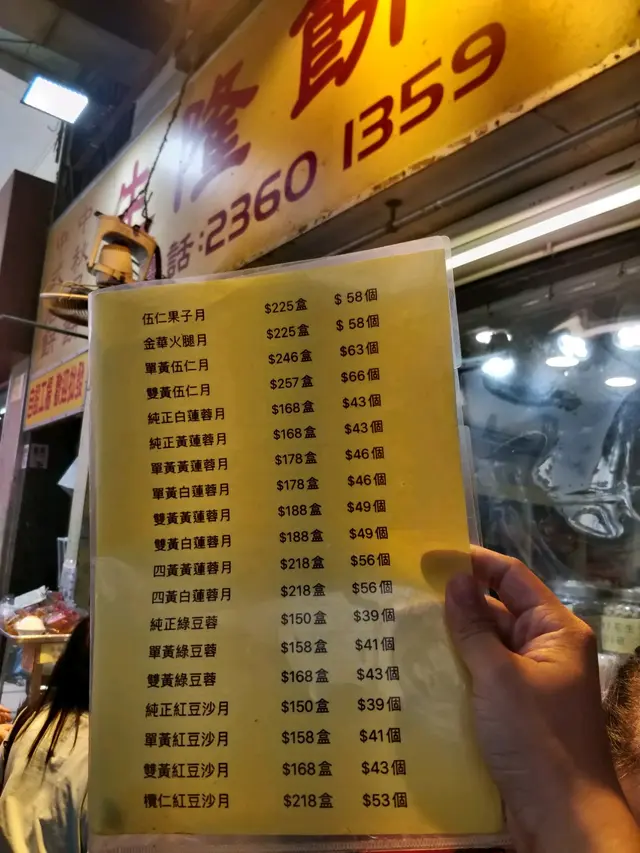 隆餅
話:2360 1359
伍仁果子月 $225盒 $ 58個
金華火腿月 $225盒 $ 58個
單黃伍仁月 $246盒 $63個
雙黃伍仁月 $257盒 $66個
純正白蓮蓉月 $168盒 $43個
純正黃蓮蓉月 $168盒 $43個
單黃黃蓮蓉月 $178盒 $46個
單黃白蓮蓉月 $178盒 $46個
雙黃黃蓮蓉月 $188盒 $49個
雙黃白蓮蓉月 $188盒 $49個
四黃黃蓮蓉月 $218盒 $56個
四黃白蓮蓉月 $218盒 $56個
純正綠豆蓉 $150盒 $39個
單黃綠豆蓉 $158盒 $41個
雙黃綠豆蓉 $168盒 $43個
純正紅豆沙月 $150盒 $39個
單黃紅豆沙月 $158盒 $41個
雙黃紅豆沙月 $168盒 $43個
欖仁紅豆沙月 $218盒 $53個